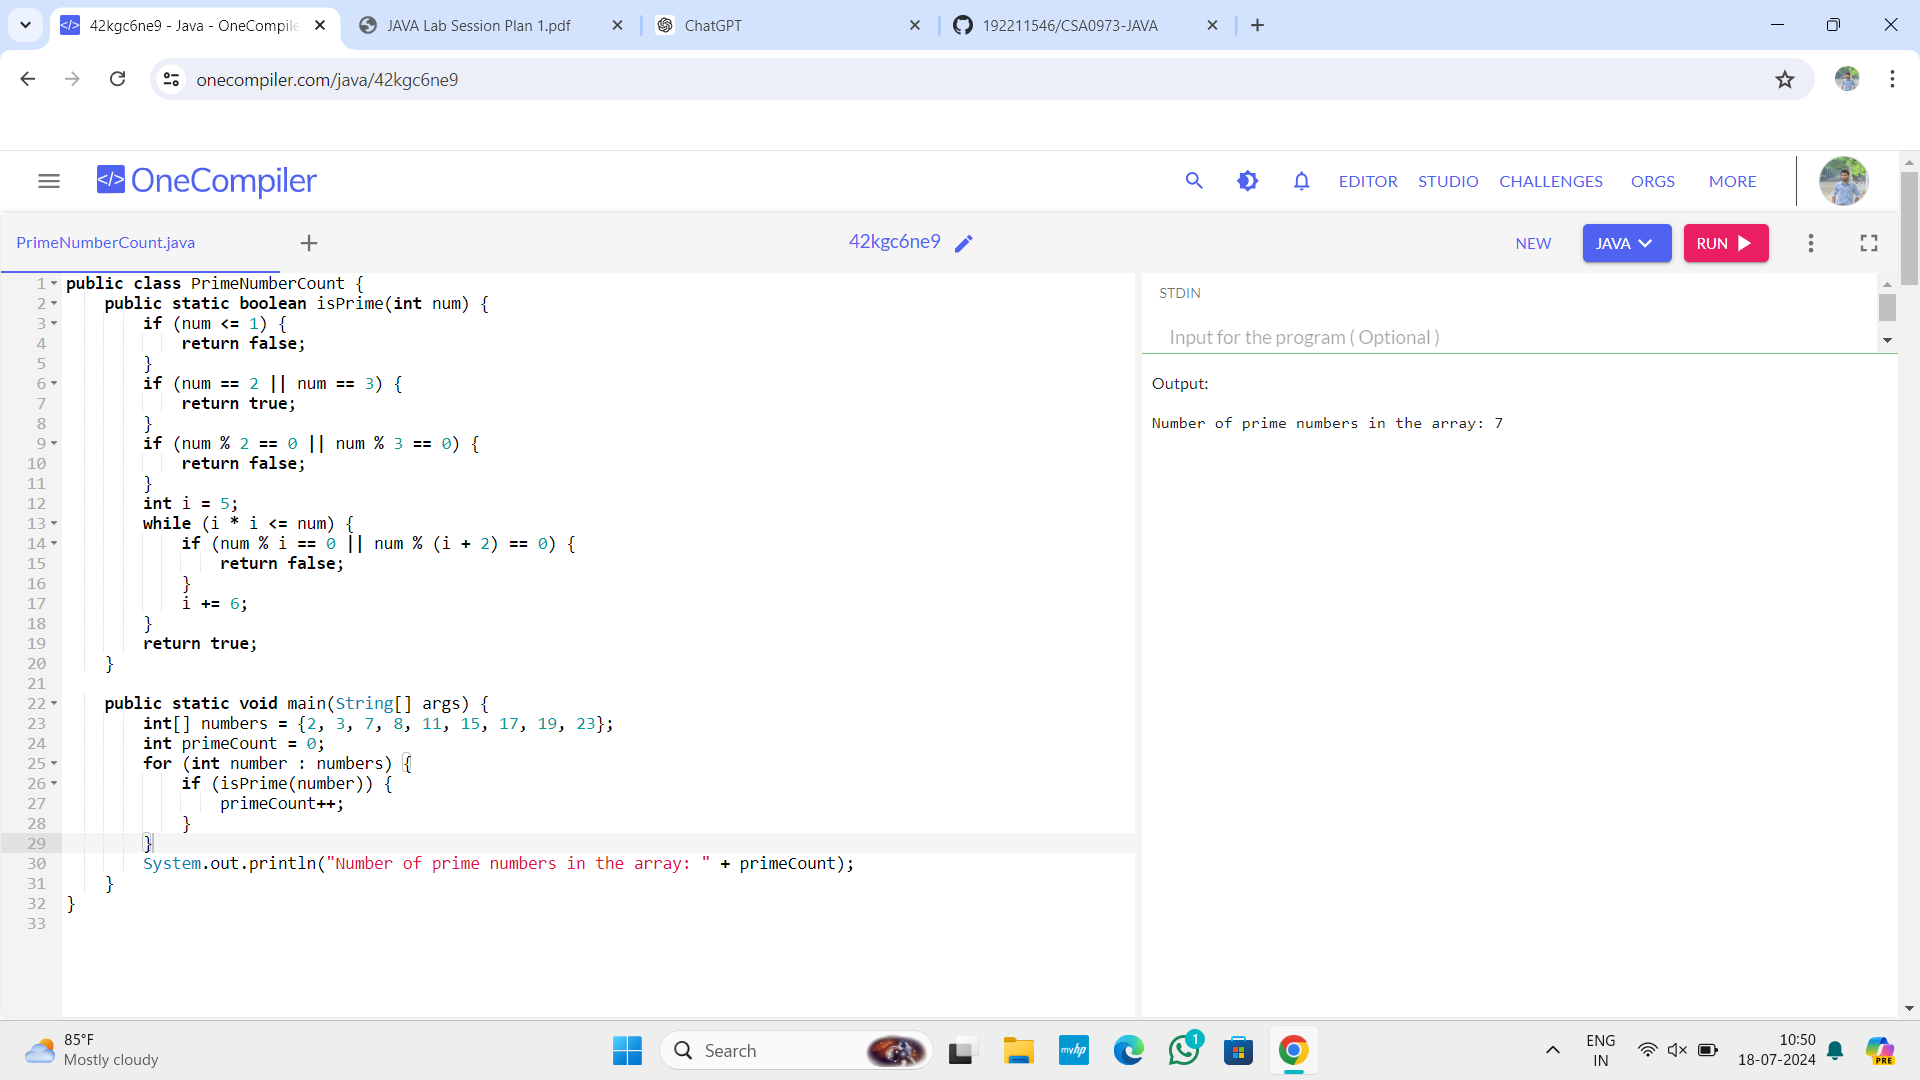 42kgc6ne9 - Java - OneCompile
JAVA Lab Session Plan 1.pdf
ChatGPT
192211546/CSA0973-JAVA
onecompiler.com/java/42kgc6ne9
</> OneCompiler
EDITOR STUDIO CHALLENGES ORGS MORE
PrimeNumberCount.java
42kgc6ne9
NEW JAVA RUN
1 public class PrimeNumberCount {
2 public static boolean isPrime(int num) {
3 if (num <= 1) {
4 return false;
5 }
6 if (num == 2 || num == 3) {
7 return true;
8 }
9 if (num % 2 == 0 || num % 3 == 0) {
10 return false;
11 }
12 int i = 5;
13 while (i * i <= num) {
14 if (num % i == 0 || num % (i + 2) == 0) {
15 return false;
16 }
17 i += 6;
18 }
19 return true;
20 }
21
22 public static void main(String[] args) {
23 int[] numbers = {2, 3, 7, 8, 11, 15, 17, 19, 23};
24 int primeCount = 0;
25 for (int number : numbers) {
26 if (isPrime(number)) {
27 primeCount++;
28 }
29 }
30 System.out.println("Number of prime numbers in the array: " + primeCount);
31 }
32 }
33
STDIN
Input for the program ( Optional )
Output:
Number of prime numbers in the array: 7
85°F
Mostly cloudy
Search
myhp
1
PRE
ENG
IN
10:50
18-07-2024